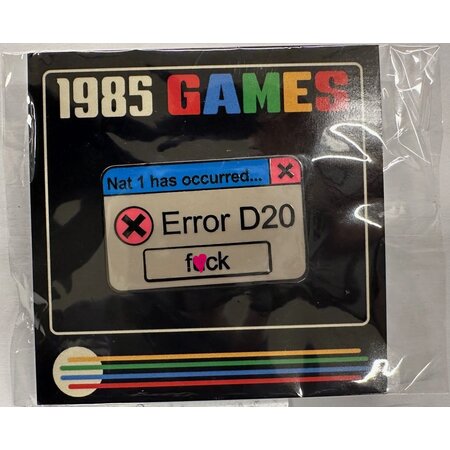 1985 GAMES
Nat 1 has occurred...
Error D20
f♥ck